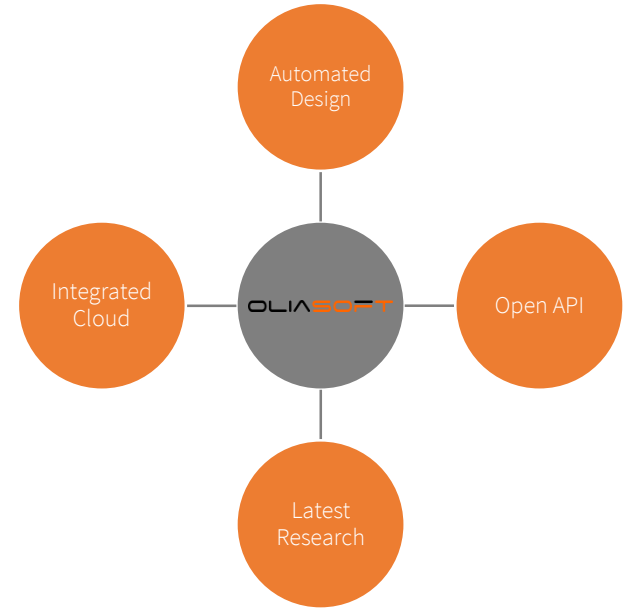 Automated
Design
Integrated
Cloud
OLIASOFT
Open API
Latest
Research